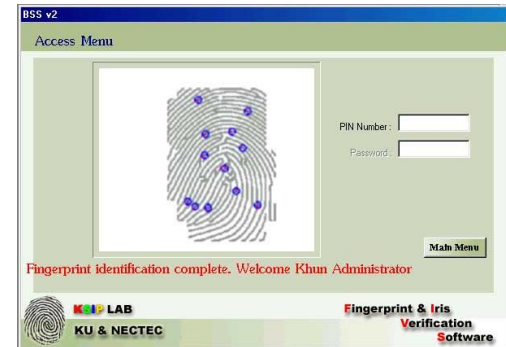 BSS v2
Access Menu
PIN Number :
Password :
Main Menu
Fingerprint identification complete. Welcome Khun Administrator
KSIP LAB
KU & NECTEC
Fingerprint & Iris
Verification
Software